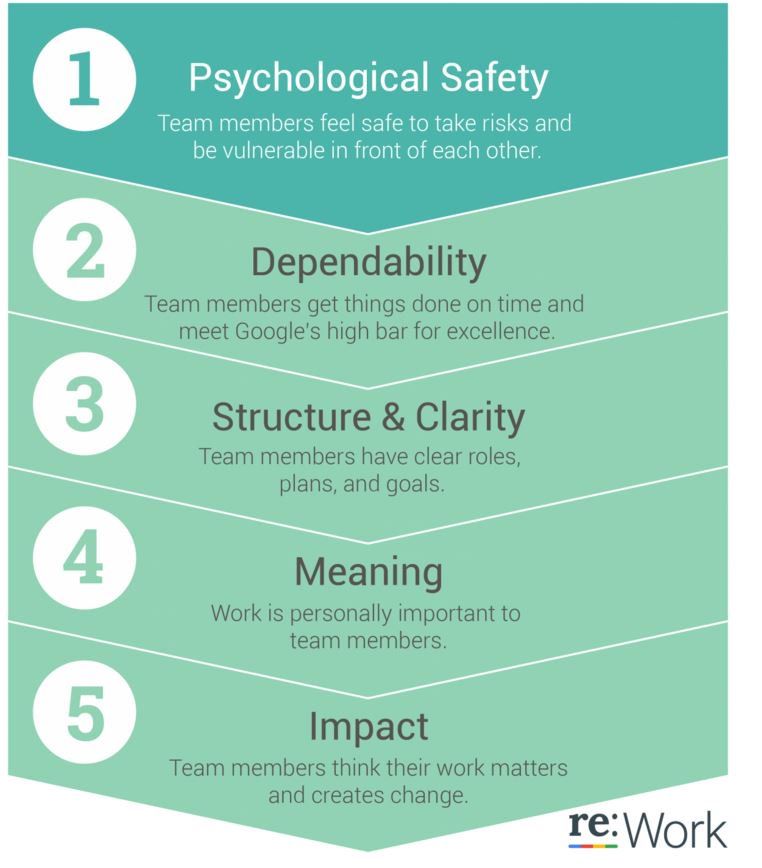 1
Psychological Safety
Team members feel safe to take risks and
be vulnerable in front of each other.
2
Dependability
Team members get things done on time and
meet Google's high bar for excellence.
3
Structure & Clarity
Team members have clear roles,
plans, and goals.
4
Meaning
Work is personally important to
team members.
5
Impact
Team members think their work matters
and creates change.
re:Work